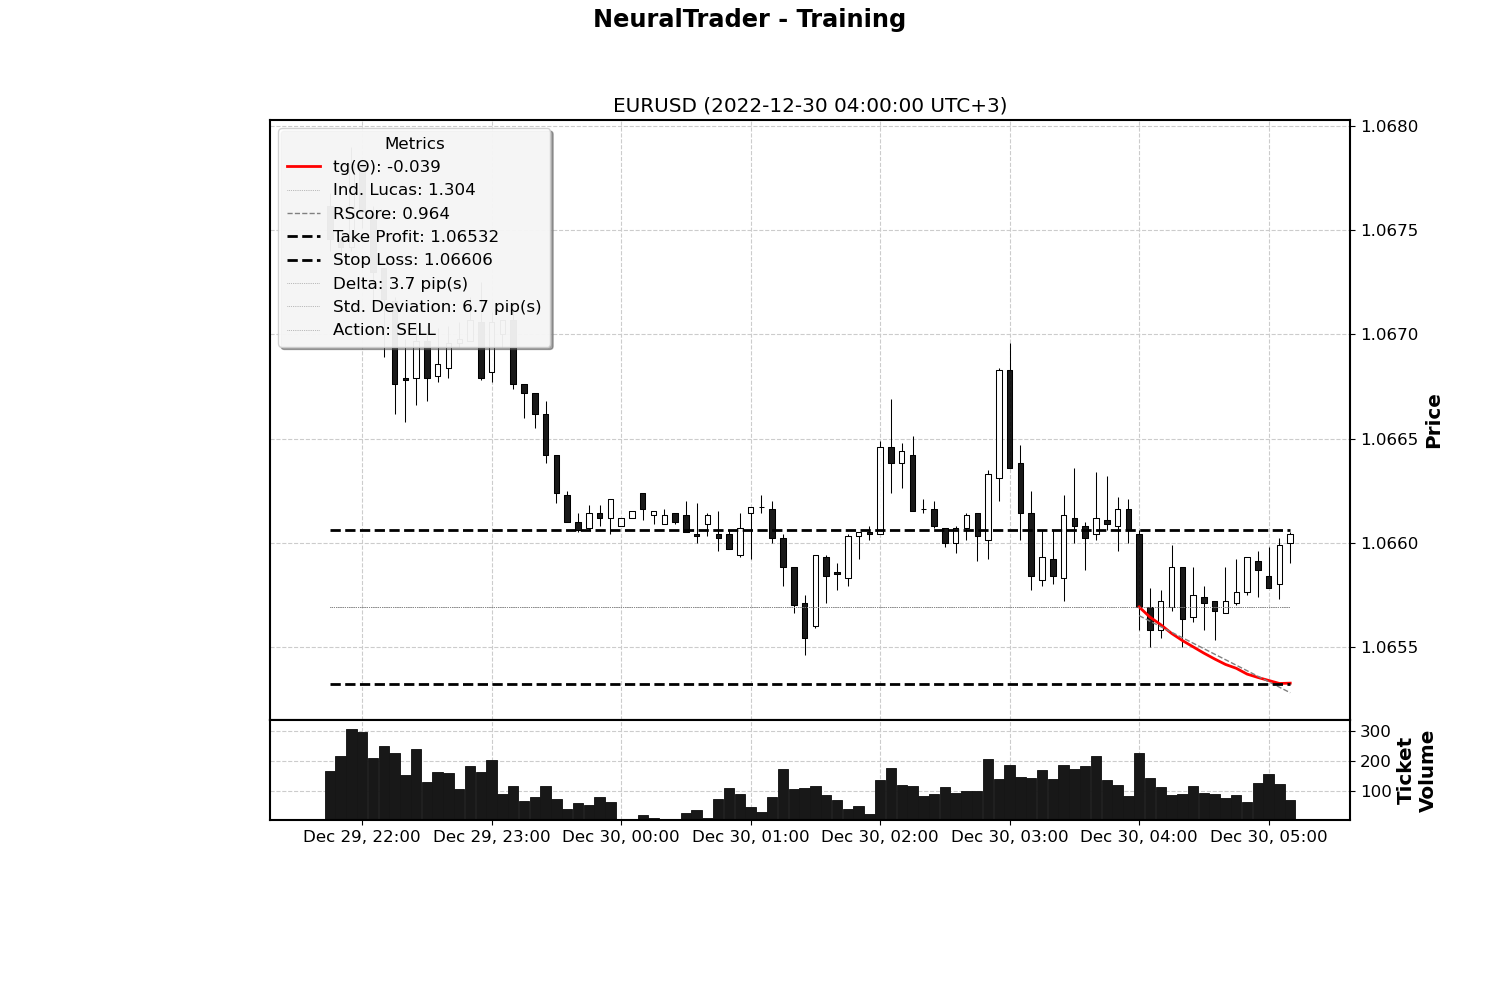 NeuralTrader - Training
EURUSD (2022-12-30 04:00:00 UTC+3)
Metrics
tg(Θ): -0.039
Ind. Lucas: 1.304
RScore: 0.964
Take Profit: 1.06532
Stop Loss: 1.06606
Delta: 3.7 pip(s)
Std. Deviation: 6.7 pip(s)
Action: SELL
1.0680
1.0675
1.0670
1.0665
1.0660
1.0655
Price
300
200
100
Ticket
Volume
Dec 29, 22:00 Dec 29, 23:00 Dec 30, 00:00 Dec 30, 01:00 Dec 30, 02:00 Dec 30, 03:00 Dec 30, 04:00 Dec 30, 05:00